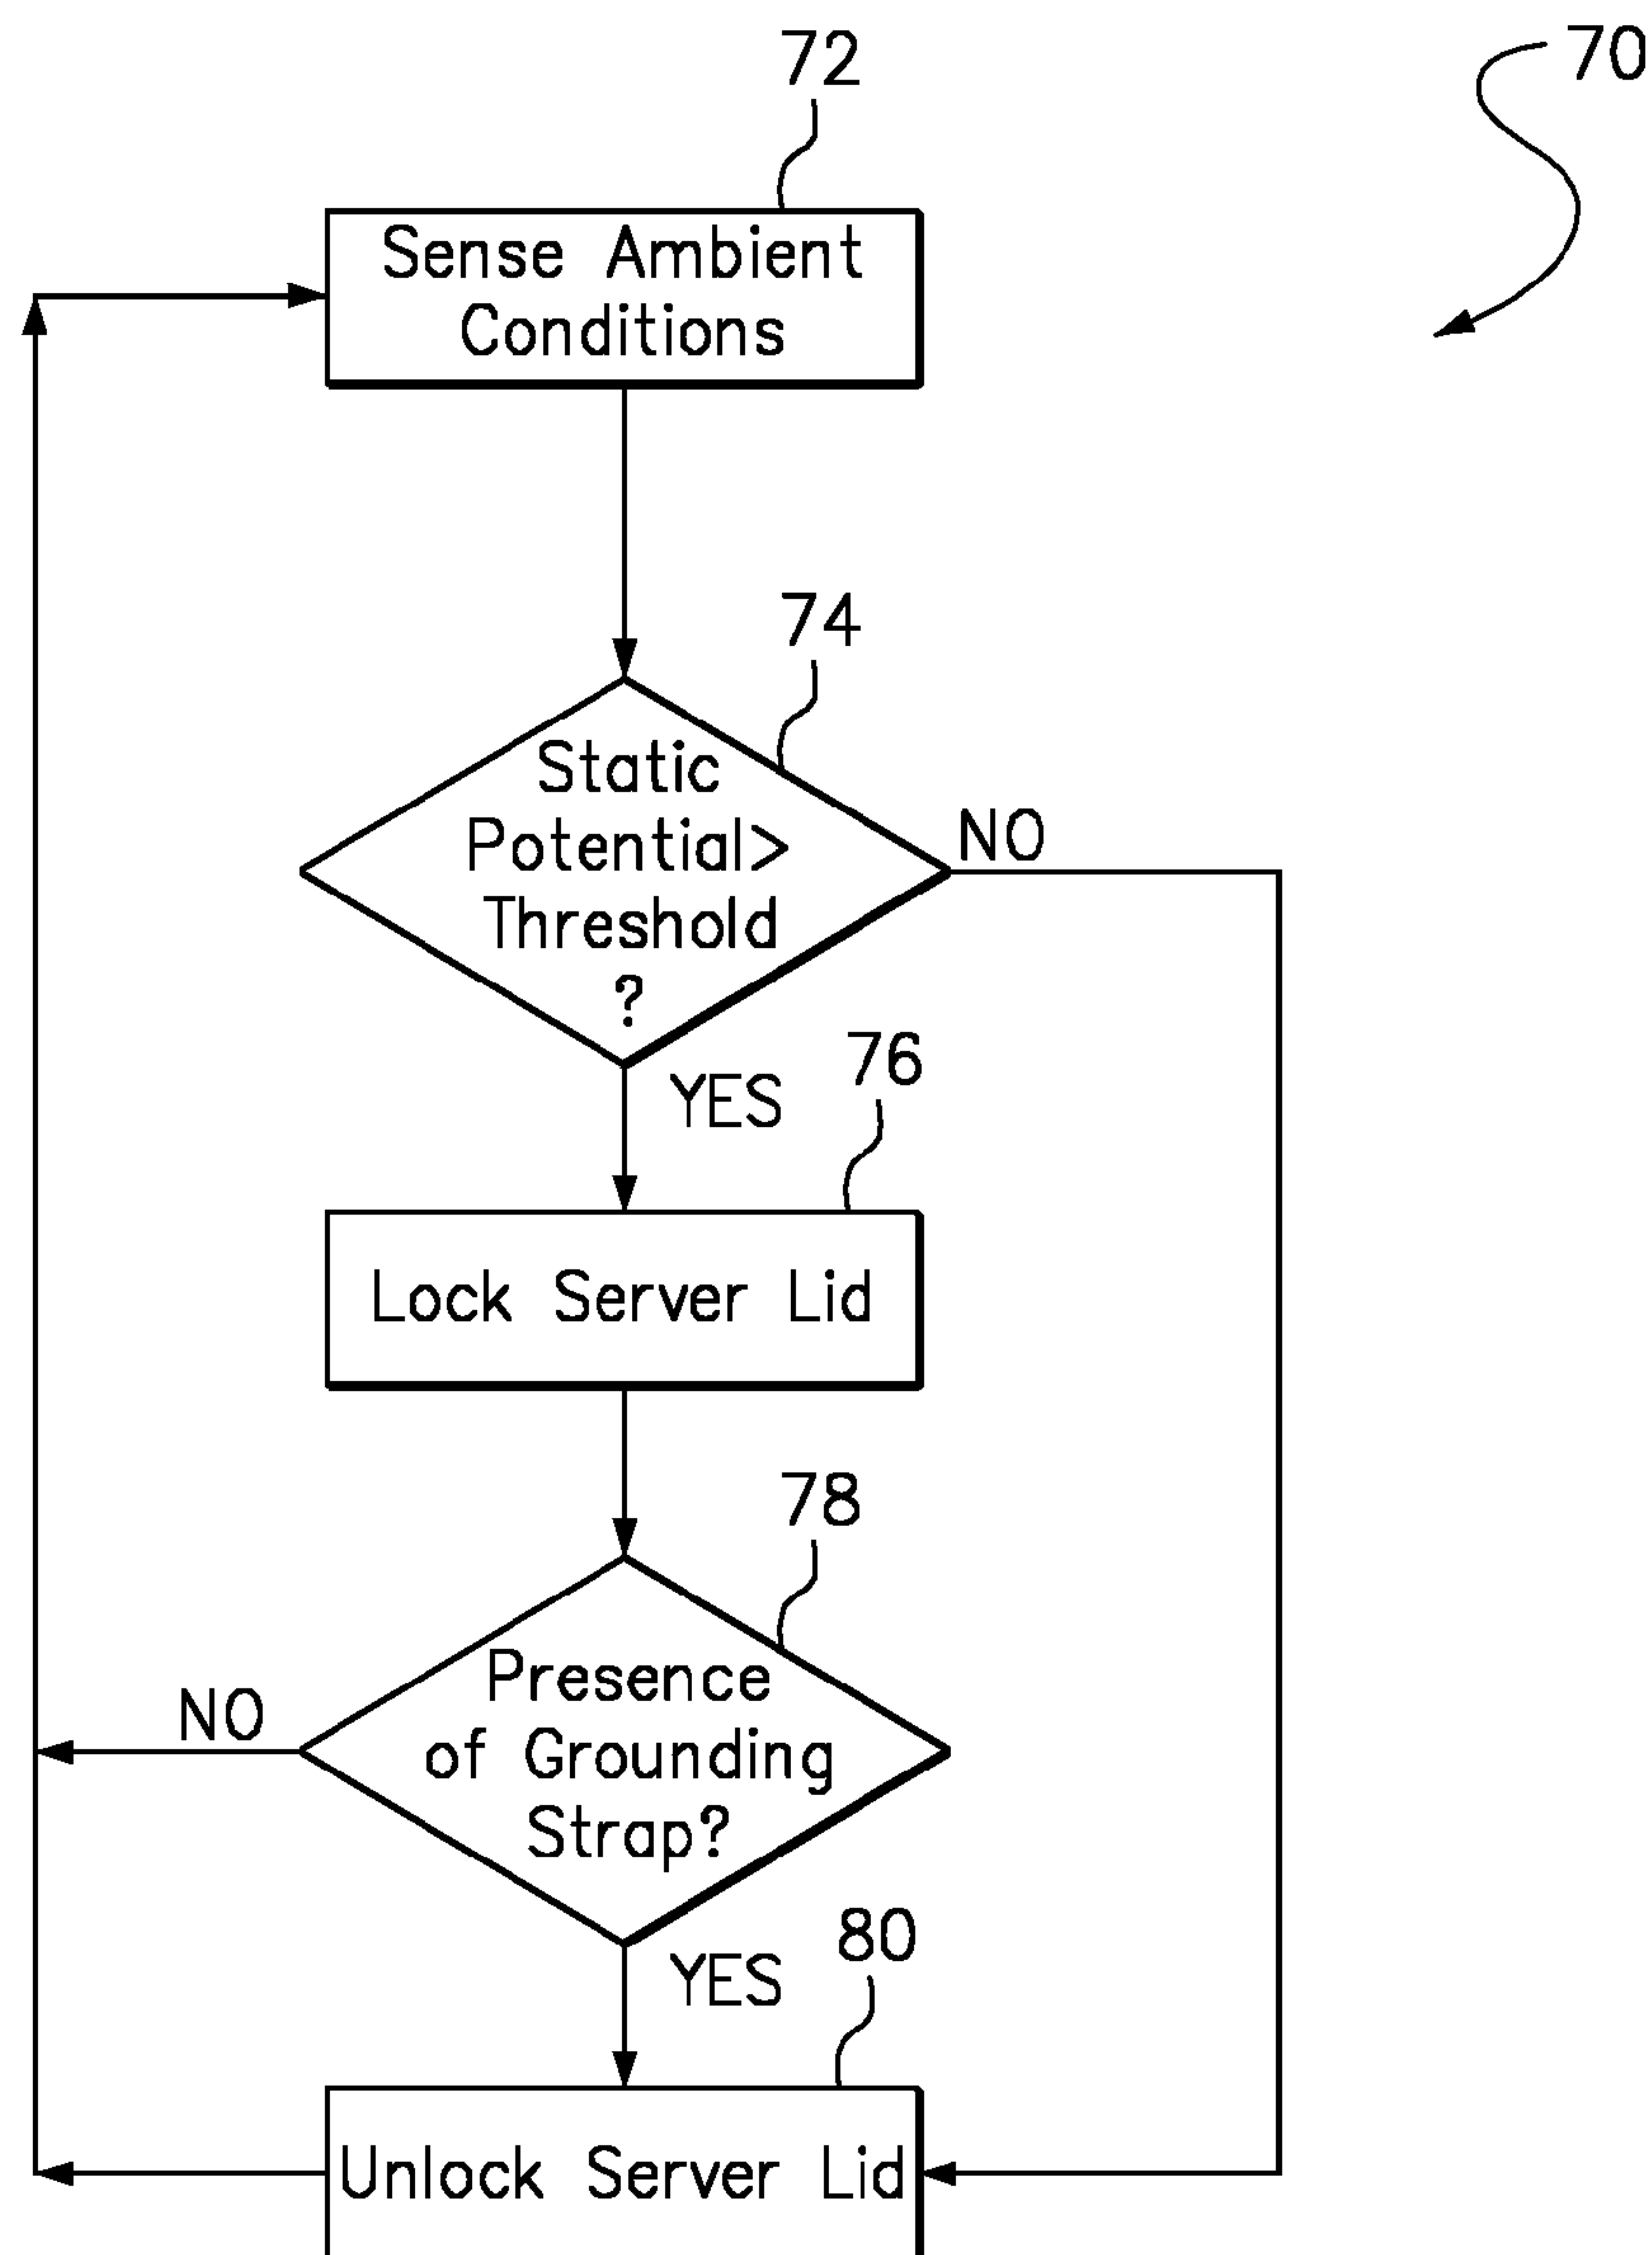 72
70
Sense Ambient
Conditions
74
Static
Potential>
Threshold
?
NO
YES
76
Lock Server Lid
78
Presence
of Grounding
Strap?
NO
YES
80
Unlock Server Lid